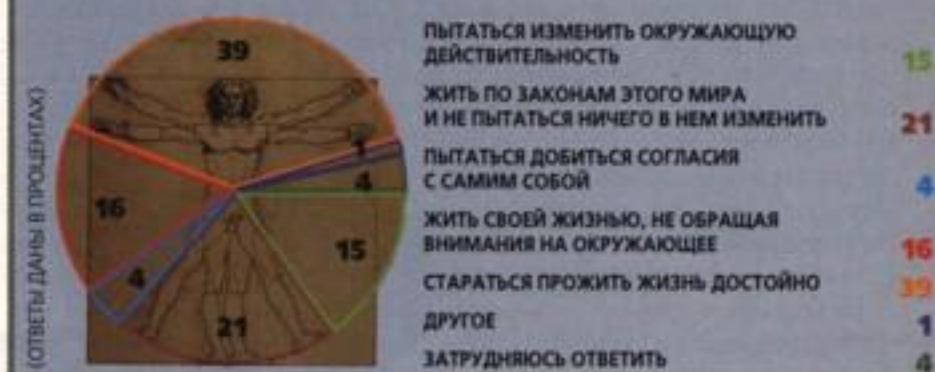 (ОТВЕТЫ ДАНЫ В ПРОЦЕНТАХ)
39
1
4
16
15
4
21
ПЫТАТЬСЯ ИЗМЕНИТЬ ОКРУЖАЮЩУЮ
ДЕЙСТВИТЕЛЬНОСТЬ 15
ЖИТЬ ПО ЗАКОНАМ ЭТОГО МИРА
И НЕ ПЫТАТЬСЯ НИЧЕГО В НЕМ ИЗМЕНИТЬ 21
ПЫТАТЬСЯ ДОБИТЬСЯ СОГЛАСИЯ
С САМИМ СОБОЙ 4
ЖИТЬ СВОЕЙ ЖИЗНЬЮ, НЕ ОБРАЩАЯ
ВНИМАНИЯ НА ОКРУЖАЮЩЕЕ 16
СТАРАТЬСЯ ПРОЖИТЬ ЖИЗНЬ ДОСТОЙНО 39
ДРУГОЕ 1
ЗАТРУДНЯЮСЬ ОТВЕТИТЬ 4